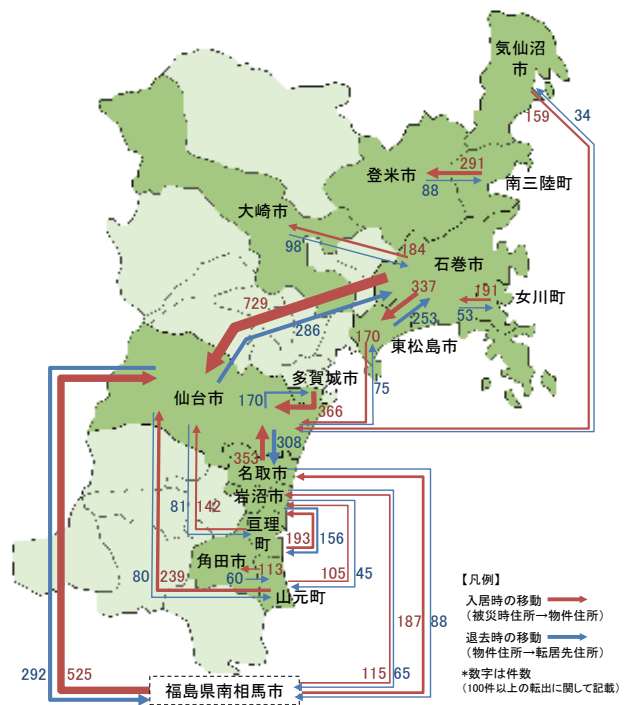 気仙沼
市
159
34
登米市
291
88
南三陸町
大崎市
98
184
石巻市
337
191
女川町
729
286
253
53
170
東松島市
75
多賀城市
仙台市
170
366
308
353
名取市
岩沼市
81
142
亘理
町
193
156
角田市
113
80
239
60
105
45
山元町
187
88
292
525
115
65
福島県南相馬市
【凡例】
入居時の移動
（被災時住所→物件住所）
退去時の移動
（物件住所→転居先住所）
*数字は件数
（100件以上の転出に関して記載）